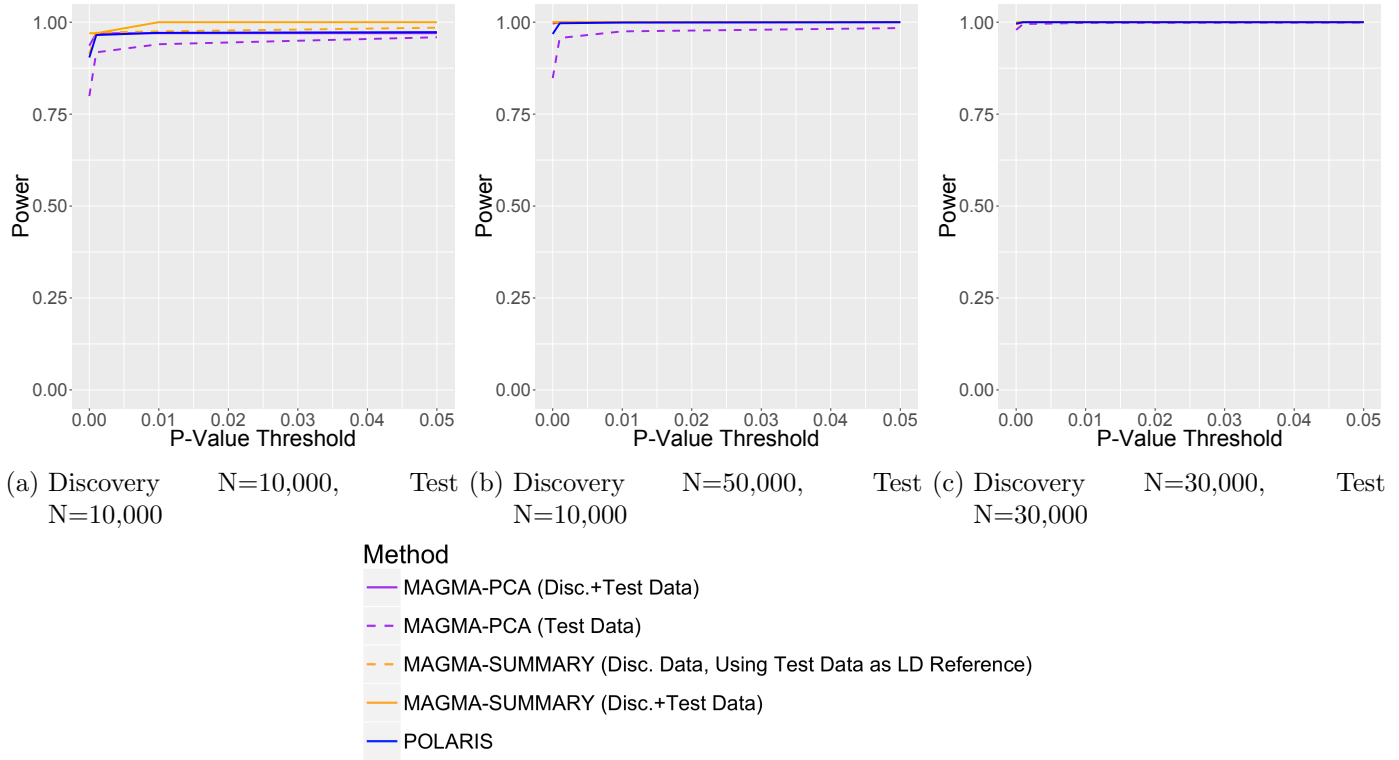 1.00
0.75
0.50
0.25
0.00
Power
0.00 0.01 0.02 0.03 0.04 0.05
P-Value Threshold
1.00
0.75
0.50
0.25
0.00
Power
0.00 0.01 0.02 0.03 0.04 0.05
P-Value Threshold
1.00
0.75
0.50
0.25
0.00
Power
0.00 0.01 0.02 0.03 0.04 0.05
P-Value Threshold
(a) Discovery N=10,000, Test
N=10,000
(b) Discovery N=50,000, Test
N=10,000
(c) Discovery N=30,000, Test
N=30,000
Method
MAGMA-PCA (Disc.+Test Data)
MAGMA-PCA (Test Data)
MAGMA-SUMMARY (Disc. Data, Using Test Data as LD Reference)
MAGMA-SUMMARY (Disc.+Test Data)
POLARIS